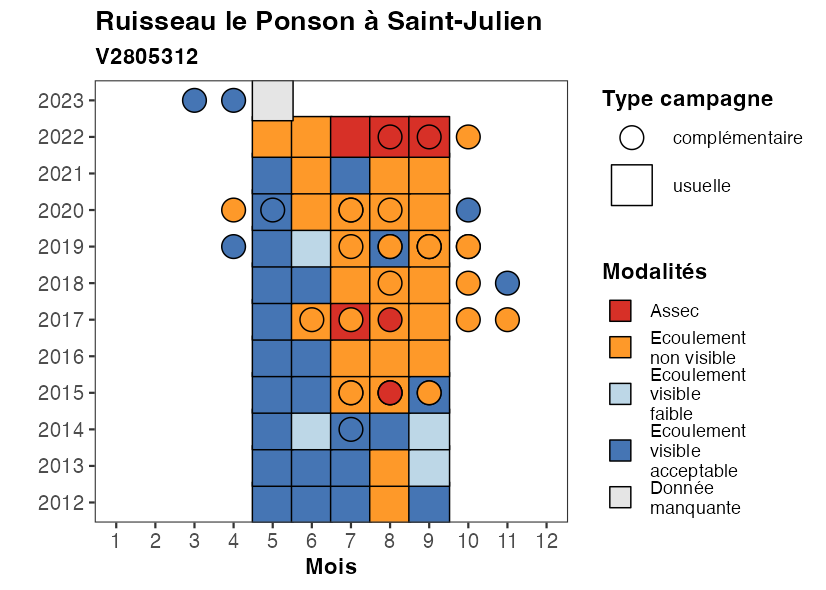 Ruisseau le Ponson à Saint-Julien
V2805312
2023
2022
2021
2020
2019
2018
2017
2016
2015
2014
2013
2012
1 2 3 4 5 6 7 8 9 10 11 12
Mois
Type campagne
complémentaire
usuelle
Modalités
Assec
Ecoulement
non visible
Ecoulement
visible
faible
Ecoulement
visible
acceptable
Donnée
manquante